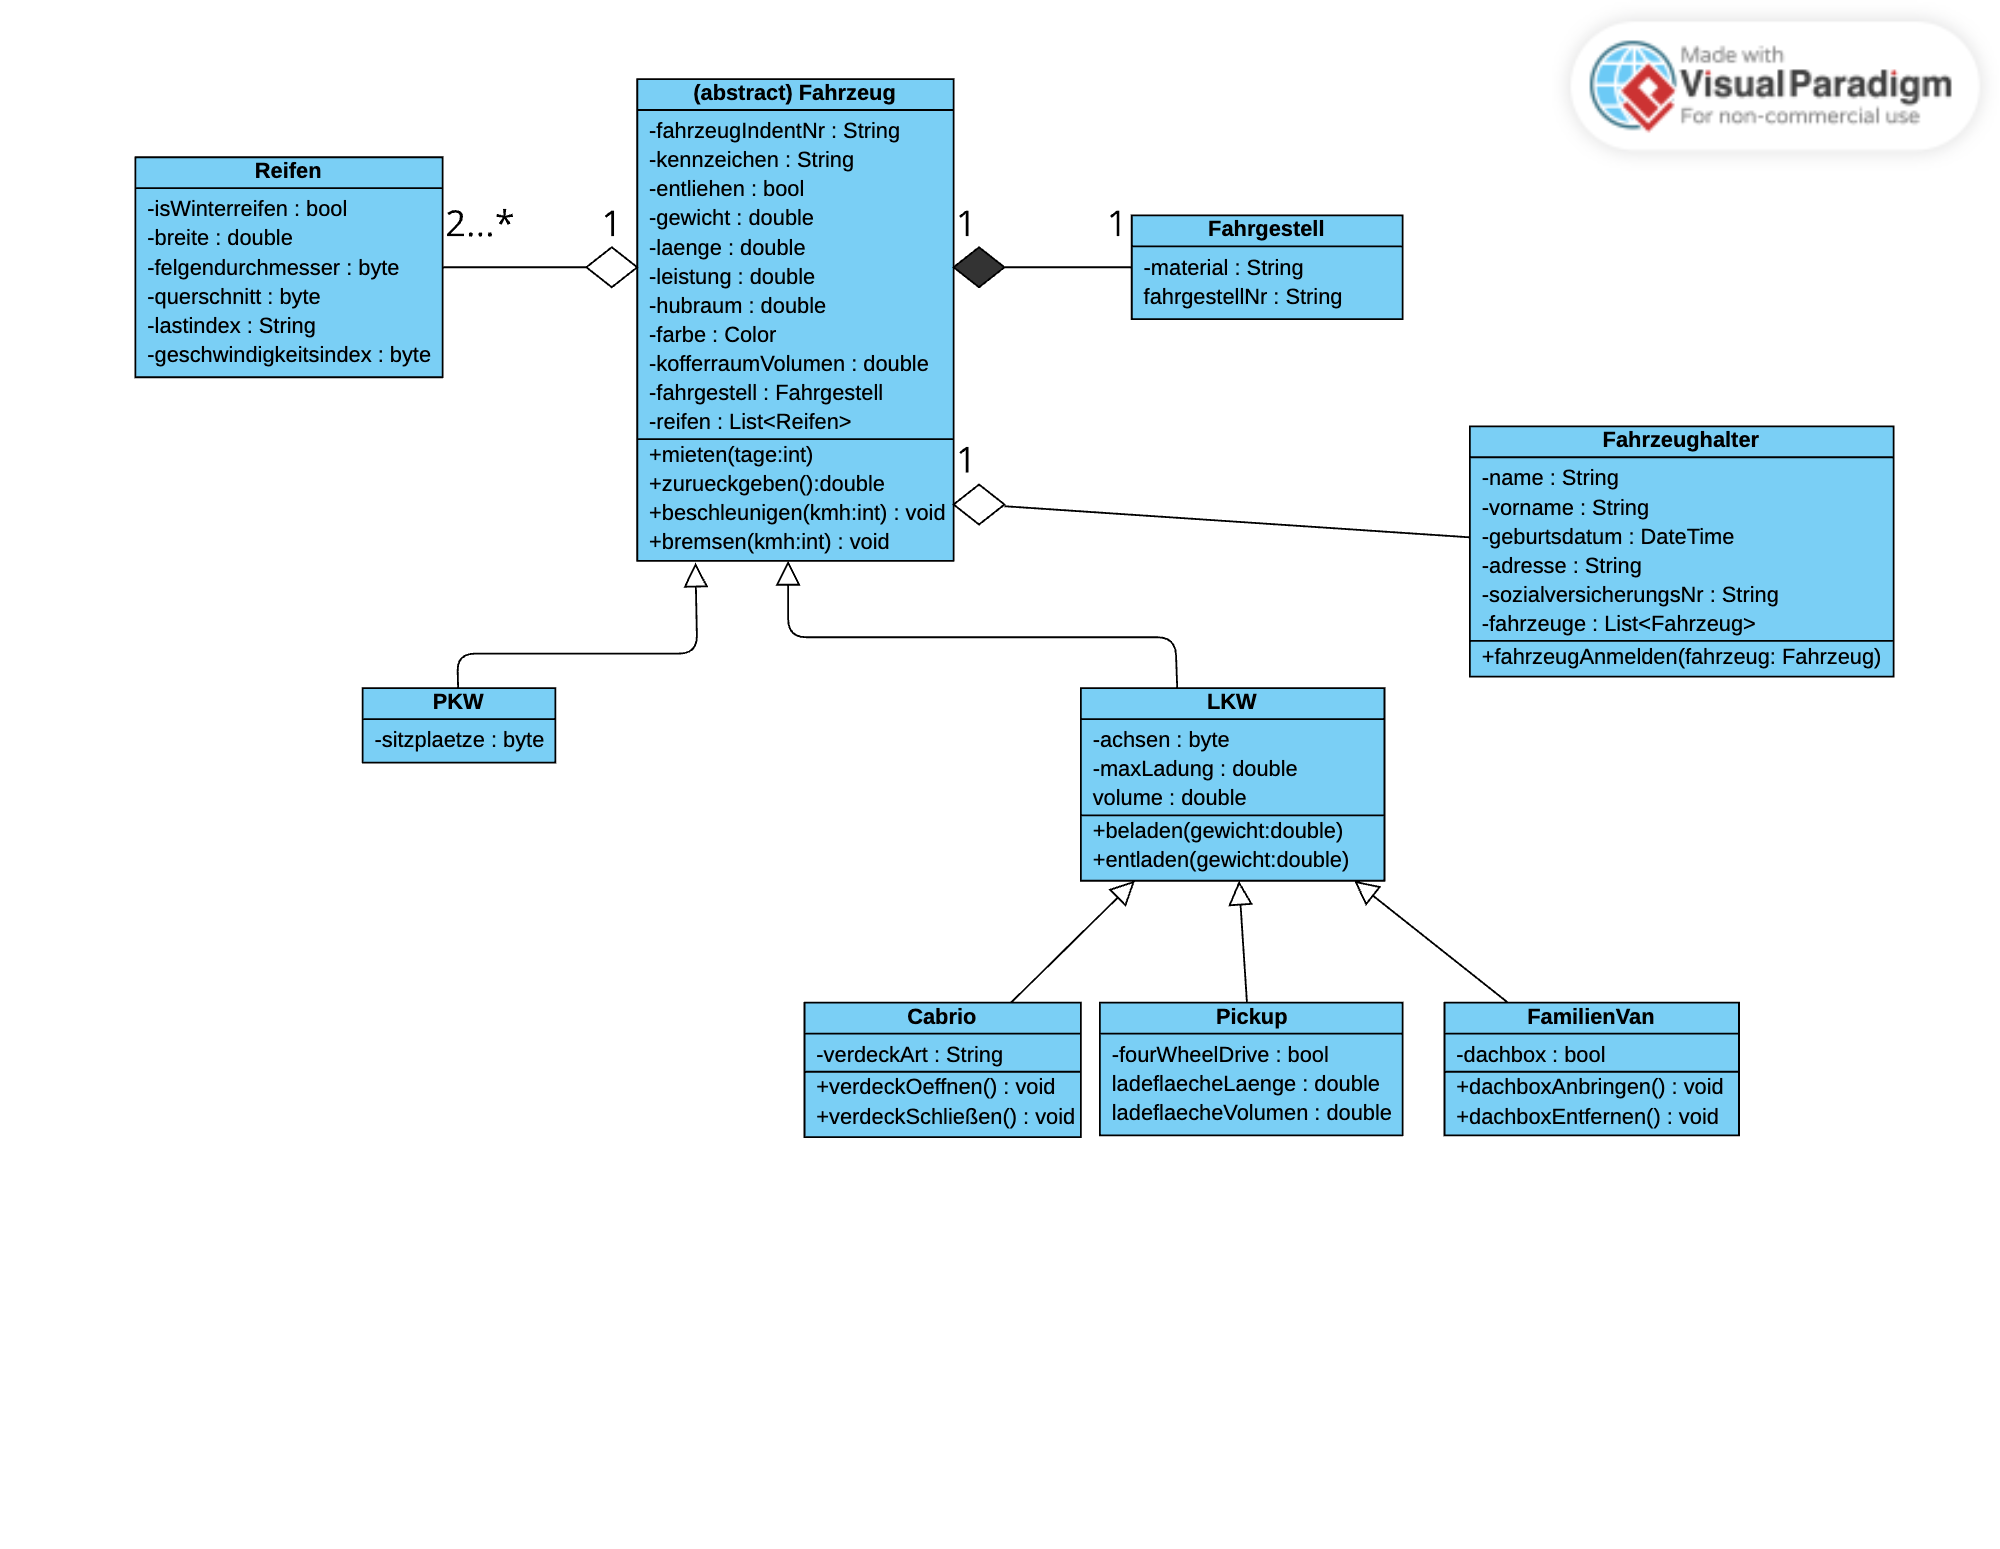 Made with
Visual Paradigm
For non-commercial use
(abstract) Fahrzeug
-fahrzeugIndentNr : String
-kennzeichen : String
-entliehen : bool
-gewicht : double
-laenge : double
-leistung : double
-hubraum : double
-farbe : Color
-kofferraumVolumen : double
-fahrgestell : Fahrgestell
-reifen : List<Reifen>
+mieten(tage:int)
+zurueckgeben():double
+beschleunigen(kmh:int) : void
+bremsen(kmh:int) : void
Reifen
-isWinterreifen : bool
-breite : double
-felgendurchmesser : byte
-querschnitt : byte
-lastindex : String
-geschwindigkeitsindex : byte
2...*
1
1
1
Fahrgestell
-material : String
fahrgestellNr : String
1
Fahrzeughalter
-name : String
-vorname : String
-geburtsdatum : DateTime
-adresse : String
-sozialversicherungsNr : String
-fahrzeuge : List<Fahrzeug>
+fahrzeugAnmelden(fahrzeug: Fahrzeug)
PKW
-sitzplaetze : byte
LKW
-achsen : byte
-maxLadung : double
volume : double
+beladen(gewicht:double)
+entladen(gewicht:double)
Cabrio
-verdeckArt : String
+verdeckOeffnen() : void
+verdeckSchließen() : void
Pickup
-fourWheelDrive : bool
ladeflaecheLaenge : double
ladeflaecheVolumen : double
FamilienVan
-dachbox : bool
+dachboxAnbringen() : void
+dachboxEntfernen() : void